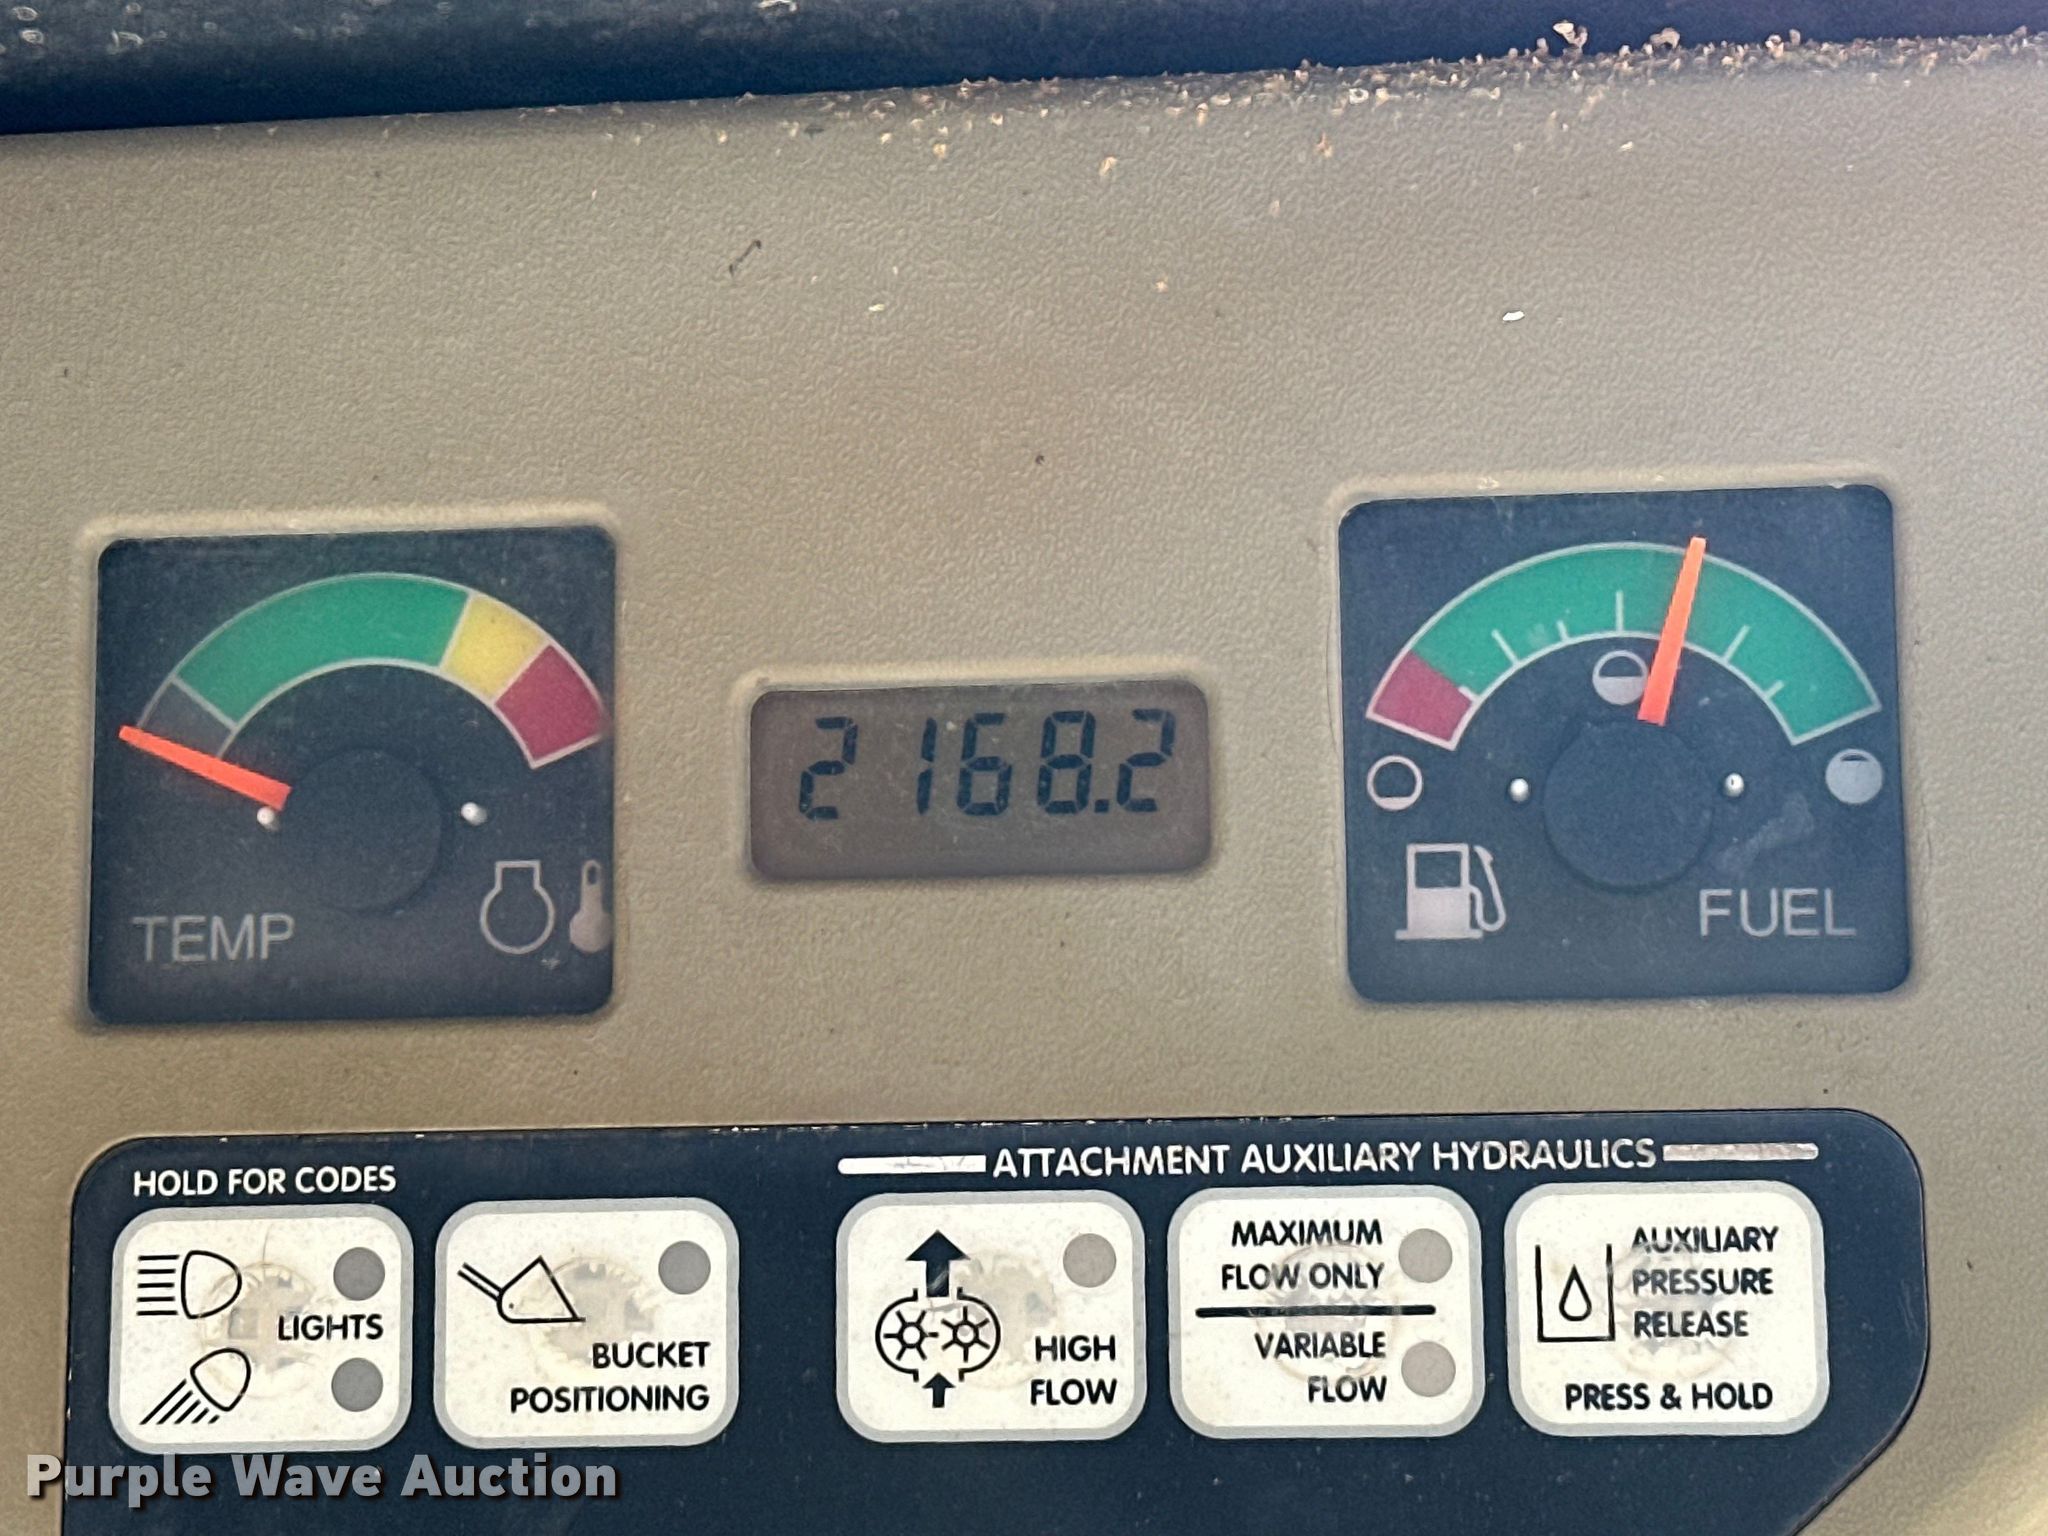 2168.2
TEMP
FUEL
HOLD FOR CODES
ATTACHMENT AUXILIARY HYDRAULICS
LIGHTS
BUCKET
POSITIONING
HIGH
FLOW
MAXIMUM
FLOW ONLY
VARIABLE
FLOW
AUXILIARY
PRESSURE
RELEASE
PRESS & HOLD
Purple Wave Auction